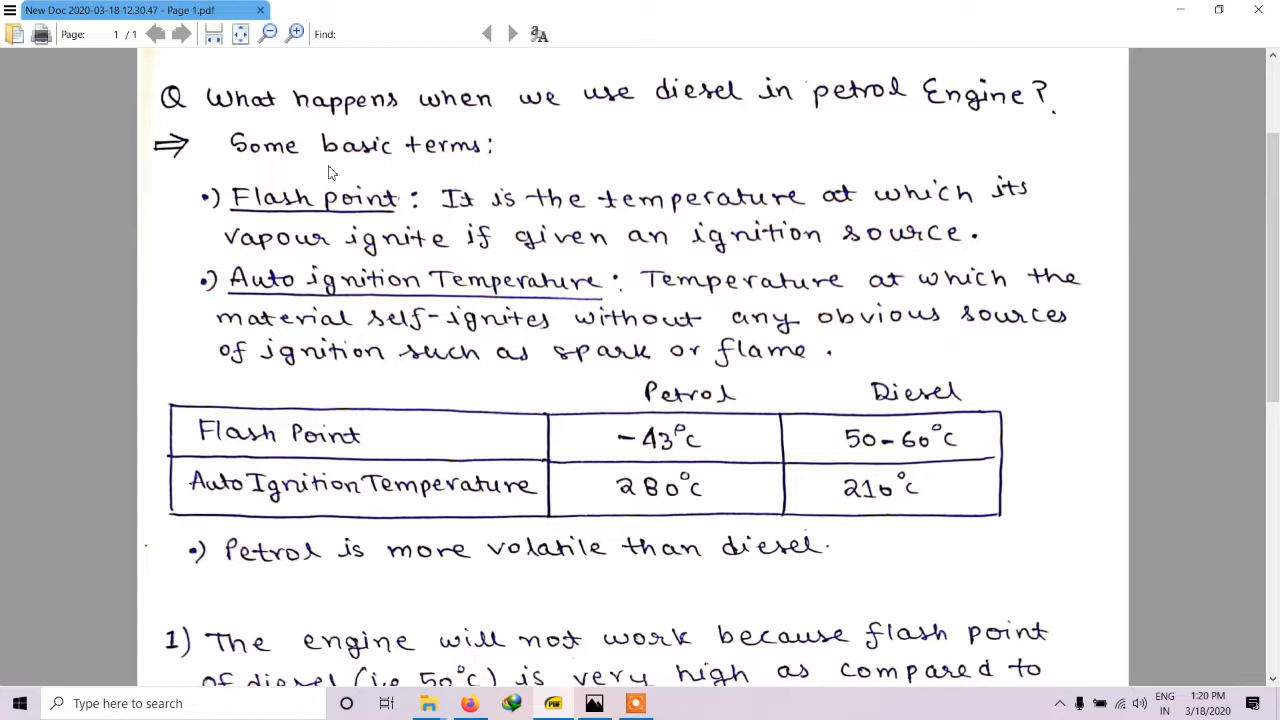 New Doc 2020-03-18 12.30.47 - Page 1.pdf
Page: 1 / 1 Find:
Q What happens when we use diesel in petrol Engine?
⇒ Some basic terms:
•) Flash point: It is the temperature at which its
vapour ignite if given an ignition source.
•) Auto ignition Temperature: Temperature at which the
material self-ignites without any obvious sources
of ignition such as spark or flame.
Petrol Diesel
Flash Point -43°C 50-60°C
Auto Ignition Temperature 280°C 210°C
•) Petrol is more volatile than diesel.
1) The engine will not work because flash point
of diesel (i.e 50°C) is very high as compared to
Type here to search
ENG 1:20 PM
IN 3/18/2020